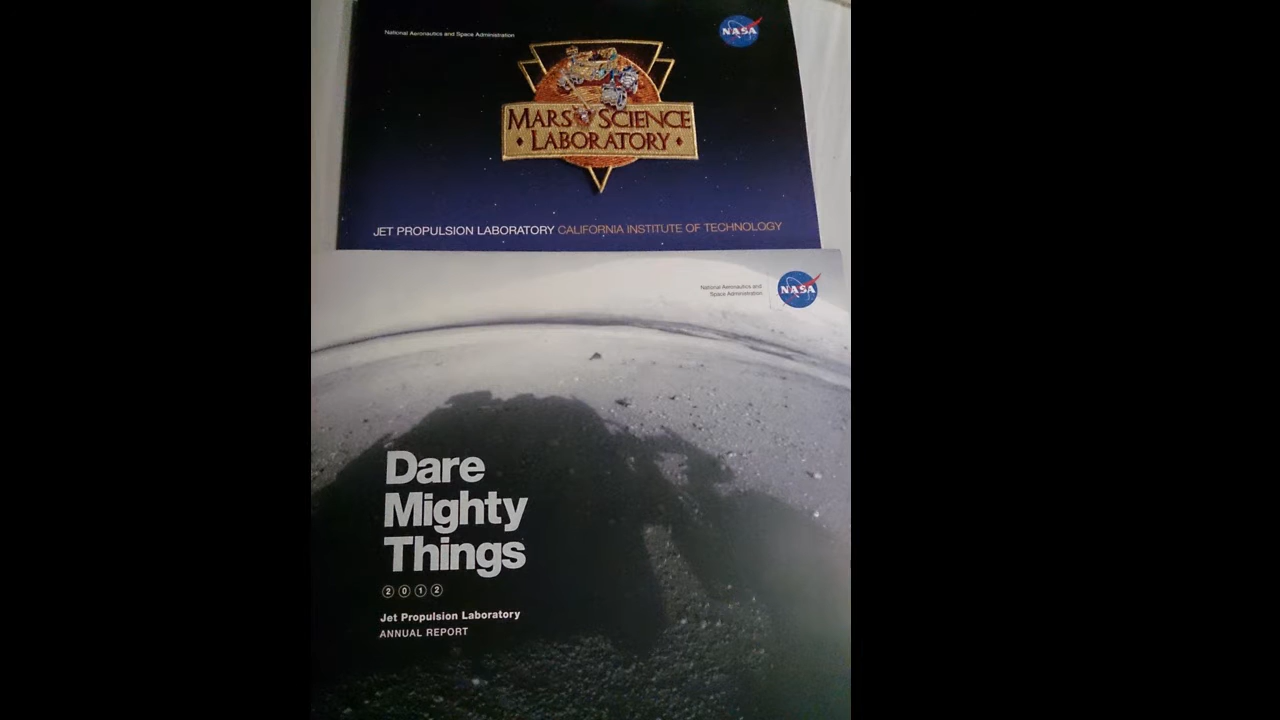 National Aeronautics and Space Administration
NASA
MARS SCIENCE
LABORATORY
JET PROPULSION LABORATORY CALIFORNIA INSTITUTE OF TECHNOLOGY
National Aeronautics and
Space Administration
NASA
Dare
Mighty
Things
2012
Jet Propulsion Laboratory
ANNUAL REPORT